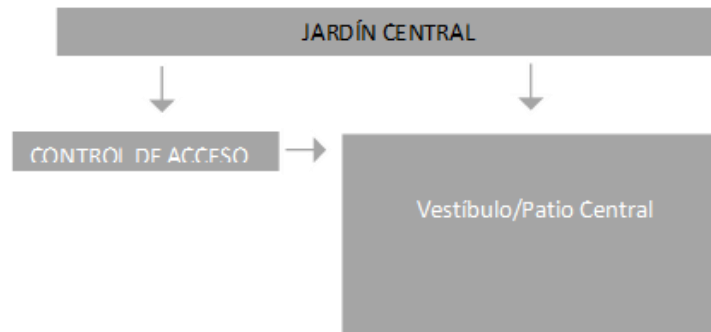 JARDÍN CENTRAL
CONTROL DE ACCESO
Vestíbulo/Patio Central